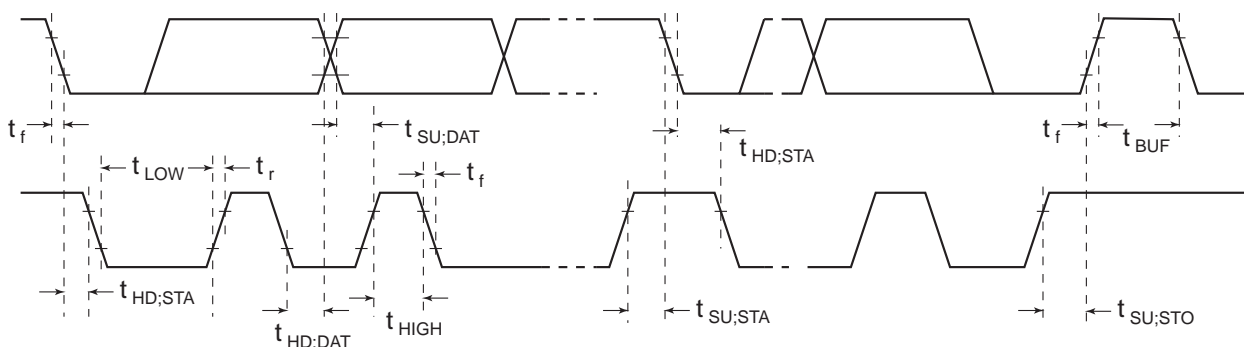 t f
t SU;DAT
t HD;STA
t f
t BUF
t LOW
t r
t f
t HD;STA
t HD;DAT
t HIGH
t SU;STA
t SU;STO